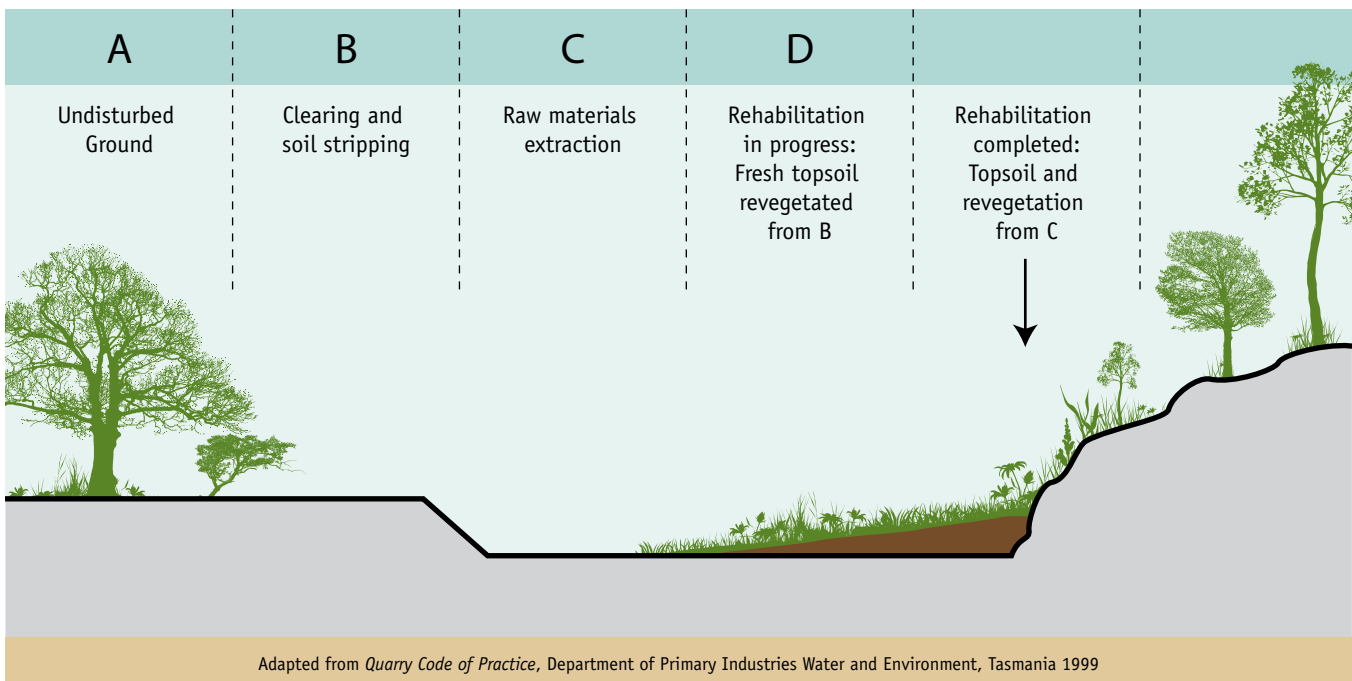 A
B
C
D
Undisturbed
Ground
Clearing and
soil stripping
Raw materials
extraction
Rehabilitation
in progress:
Fresh topsoil
revegetated
from B
Rehabilitation
completed:
Topsoil and
revegetation
from C
Adapted from Quarry Code of Practice, Department of Primary Industries Water and Environment, Tasmania 1999